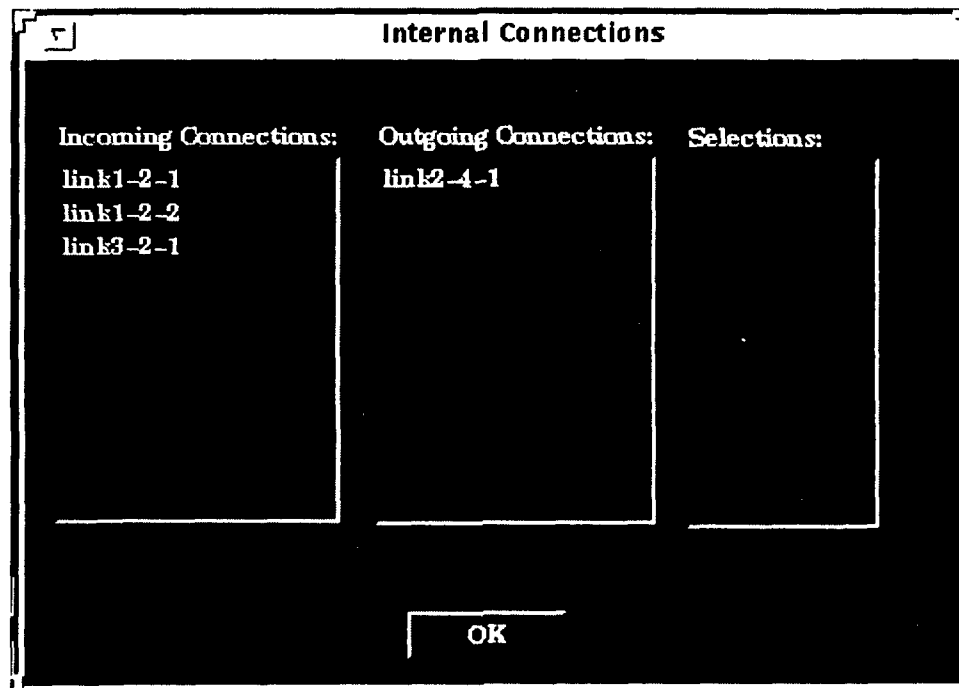 Internal Connections
Incoming Connections: Outgoing Connections: Selections:
link1-2-1 link2-4-1
link1-2-2
link3-2-1
OK